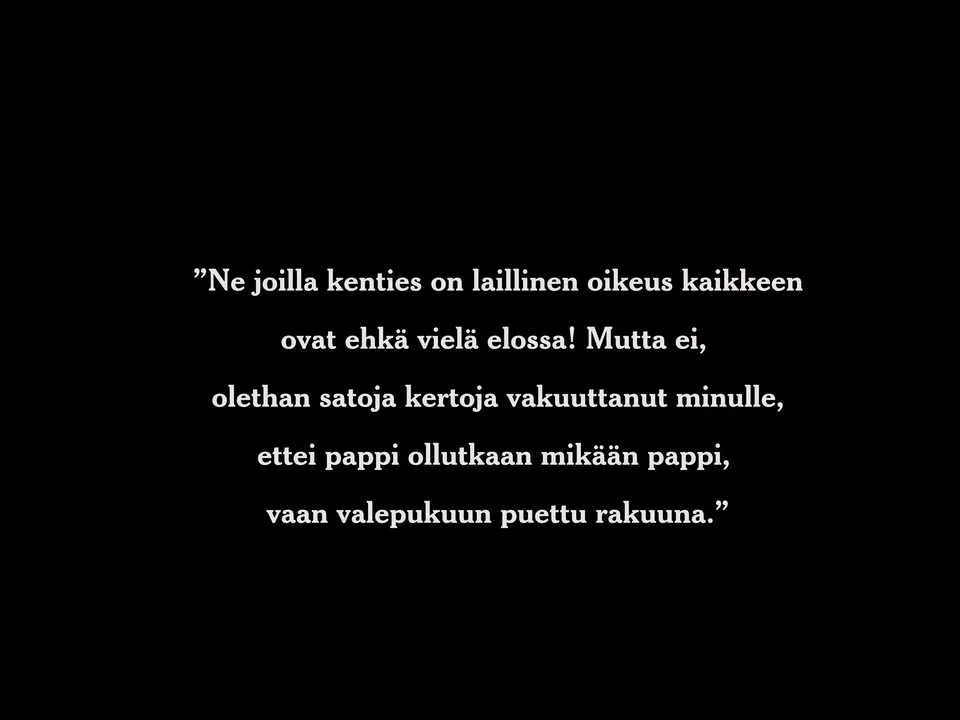 ”Ne joilla kenties on laillinen oikeus kaikkeen
ovat ehkä vielä elossa! Mutta ei,
olethan satoja kertoja vakuuttanut minulle,
ettei pappi ollutkaan mikään pappi,
vaan valepukuun puettu rakuuna.”